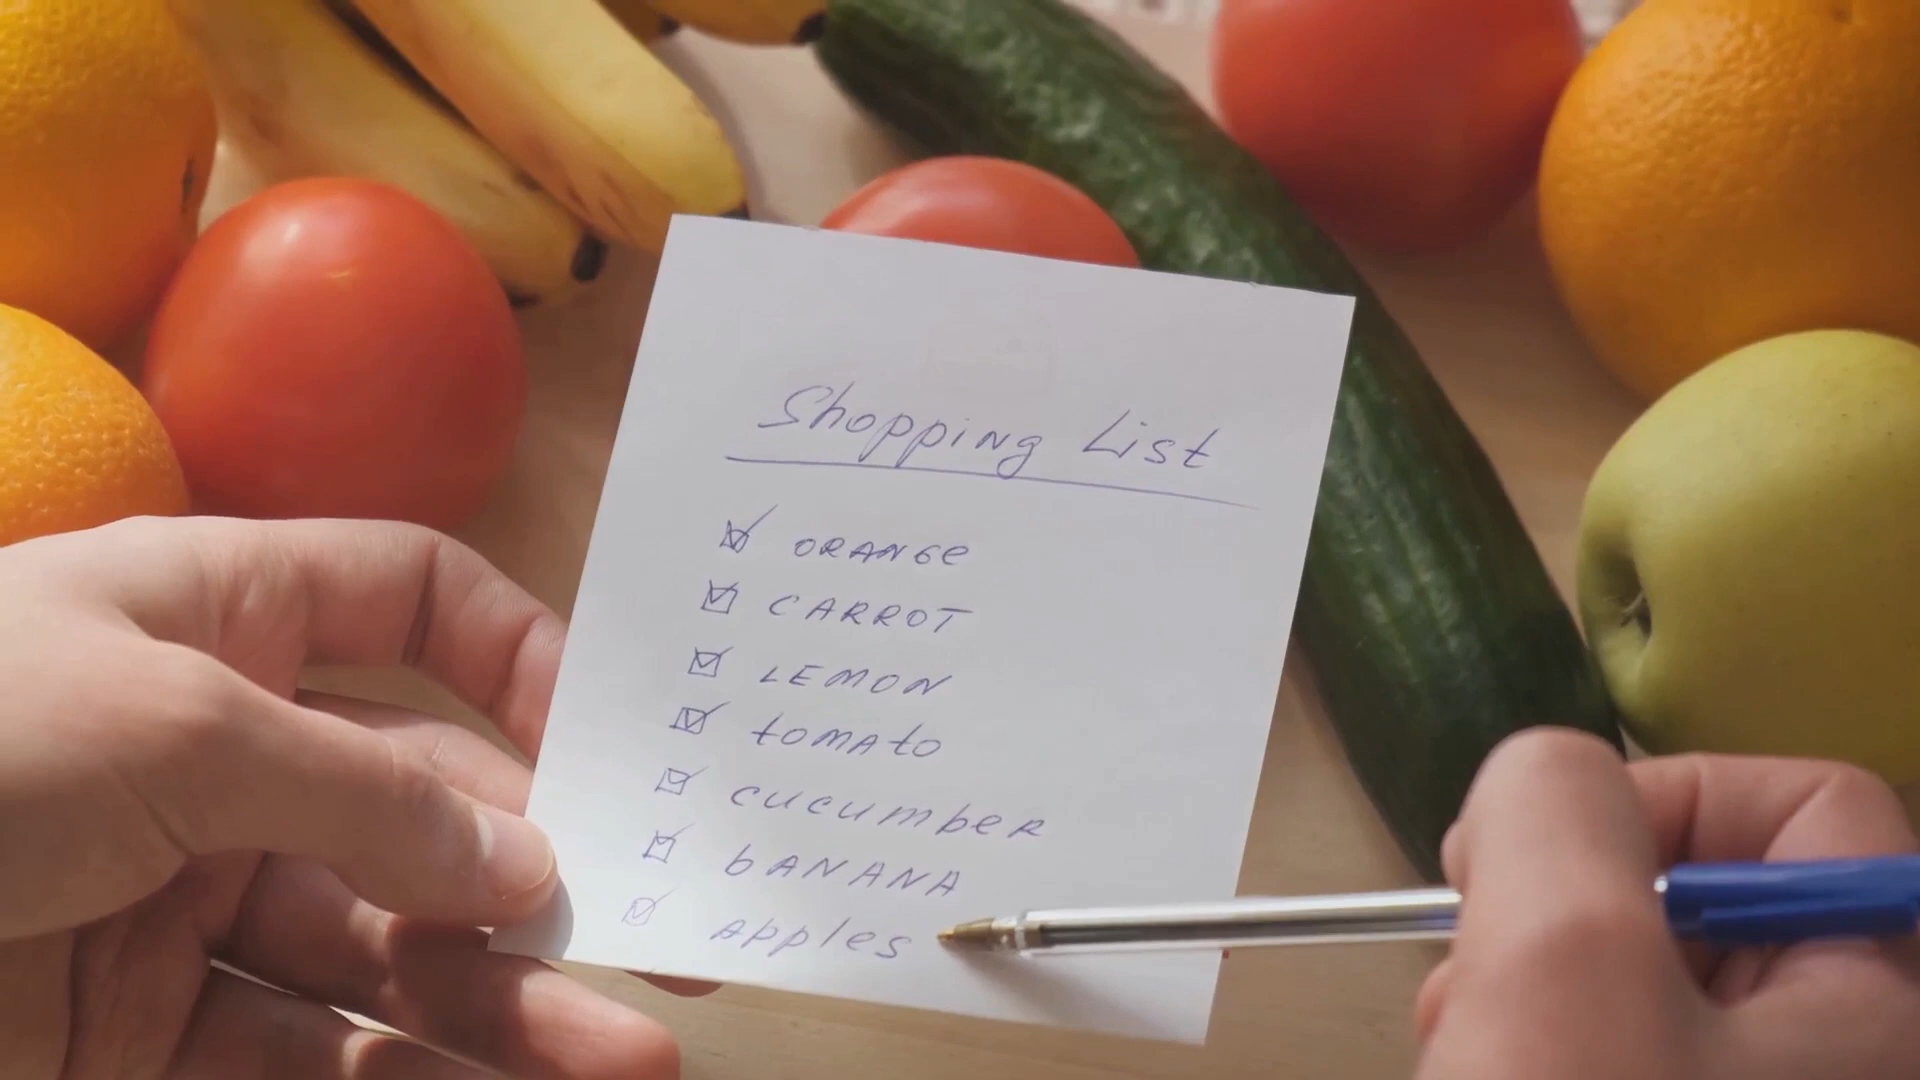 Shopping List
ORANGe
CARROT
LEMON
tomAto
cucumbeR
bANANA
Apples